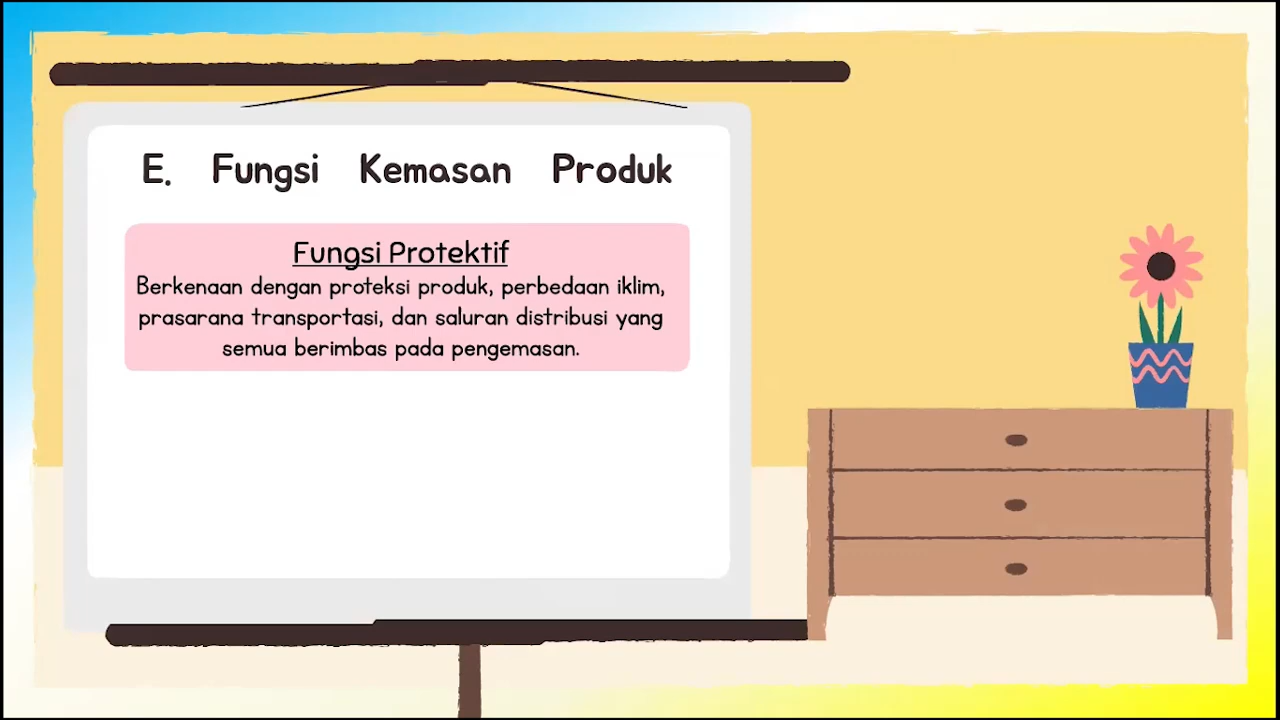 E. Fungsi Kemasan Produk
Fungsi Protektif
Berkenaan dengan proteksi produk, perbedaan iklim,
prasarana transportasi, dan saluran distribusi yang
semua berimbas pada pengemasan.